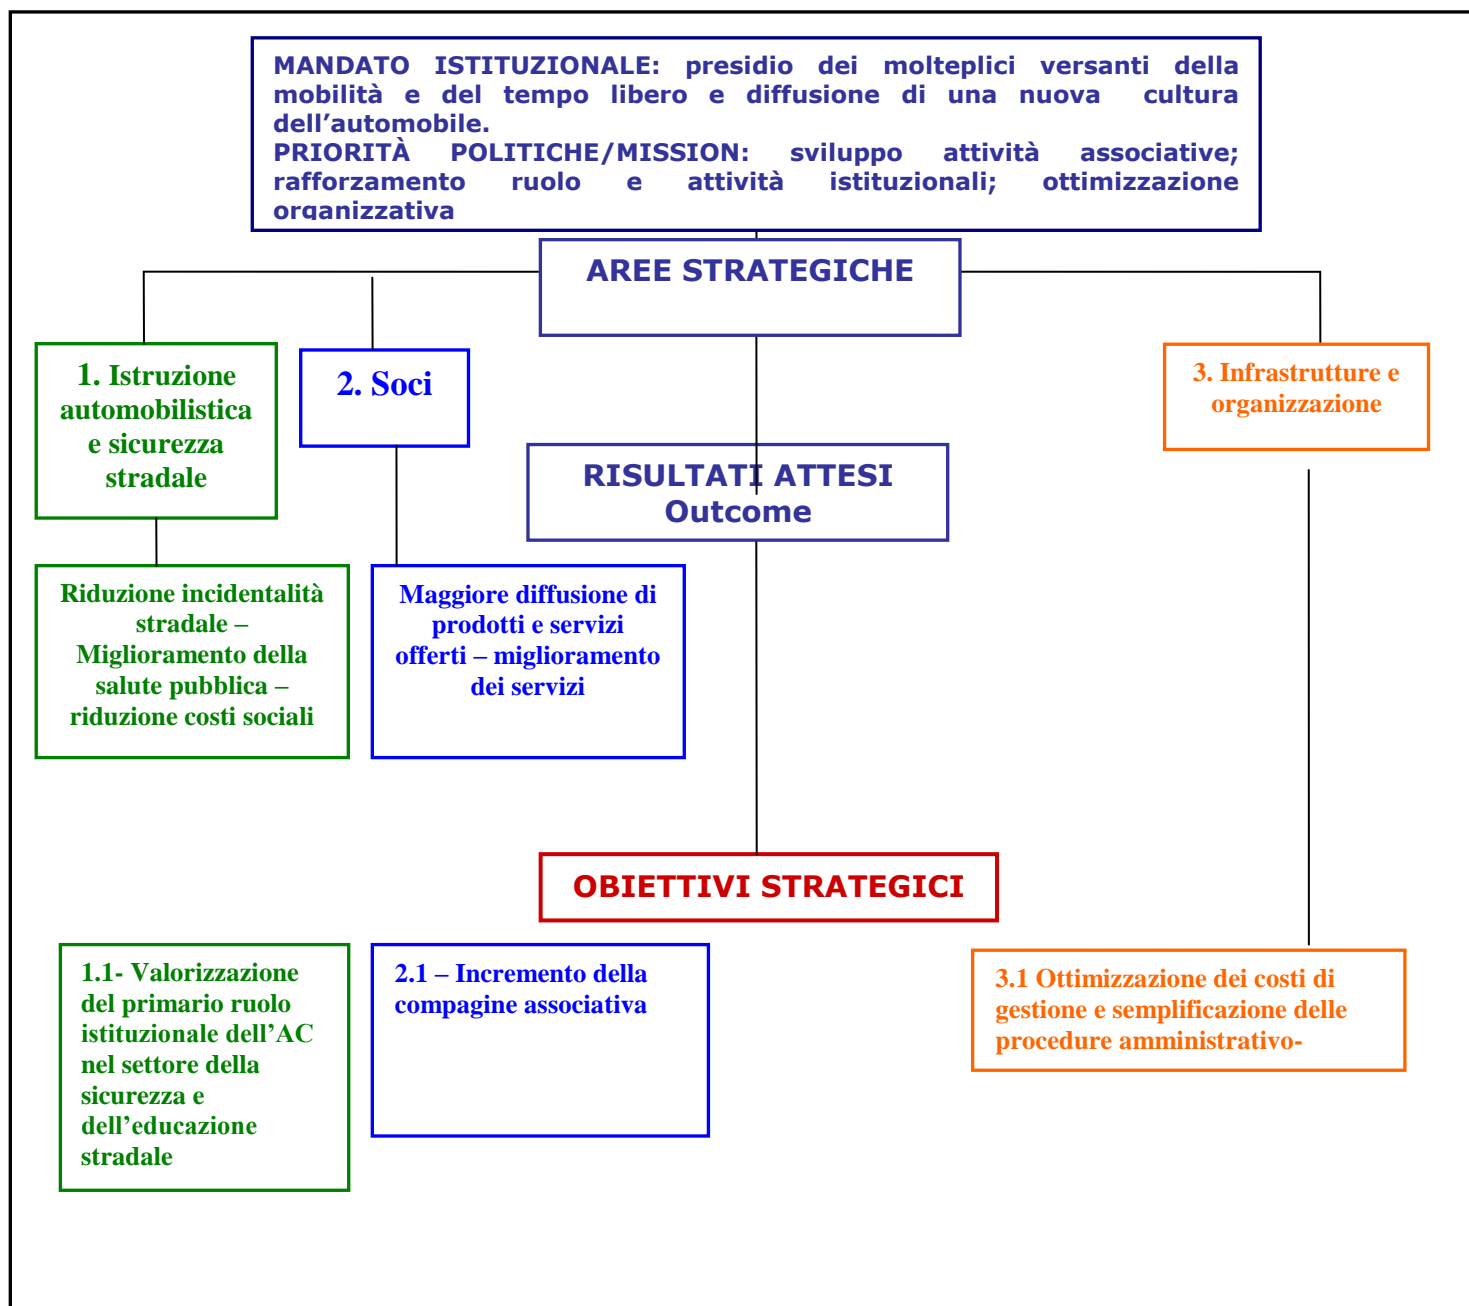 MANDATO ISTITUZIONALE: presidio dei molteplici versanti della
mobilità e del tempo libero e diffusione di una nuova cultura
dell’automobile.
PRIORITÀ POLITICHE/MISSION: sviluppo attività associative;
rafforzamento ruolo e attività istituzionali; ottimizzazione
organizzativa
AREE STRATEGICHE
1. Istruzione
automobilistica
e sicurezza
stradale
2. Soci
3. Infrastrutture e
organizzazione
RISULTATI ATTESI
Outcome
Riduzione incidentalità
stradale –
Miglioramento della
salute pubblica –
riduzione costi sociali
Maggiore diffusione di
prodotti e servizi
offerti – miglioramento
dei servizi
OBIETTIVI STRATEGICI
1.1- Valorizzazione
del primario ruolo
istituzionale dell’AC
nel settore della
sicurezza e
dell’educazione
stradale
2.1 – Incremento della
compagine associativa
3.1 Ottimizzazione dei costi di
gestione e semplificazione delle
procedure amministrativo-